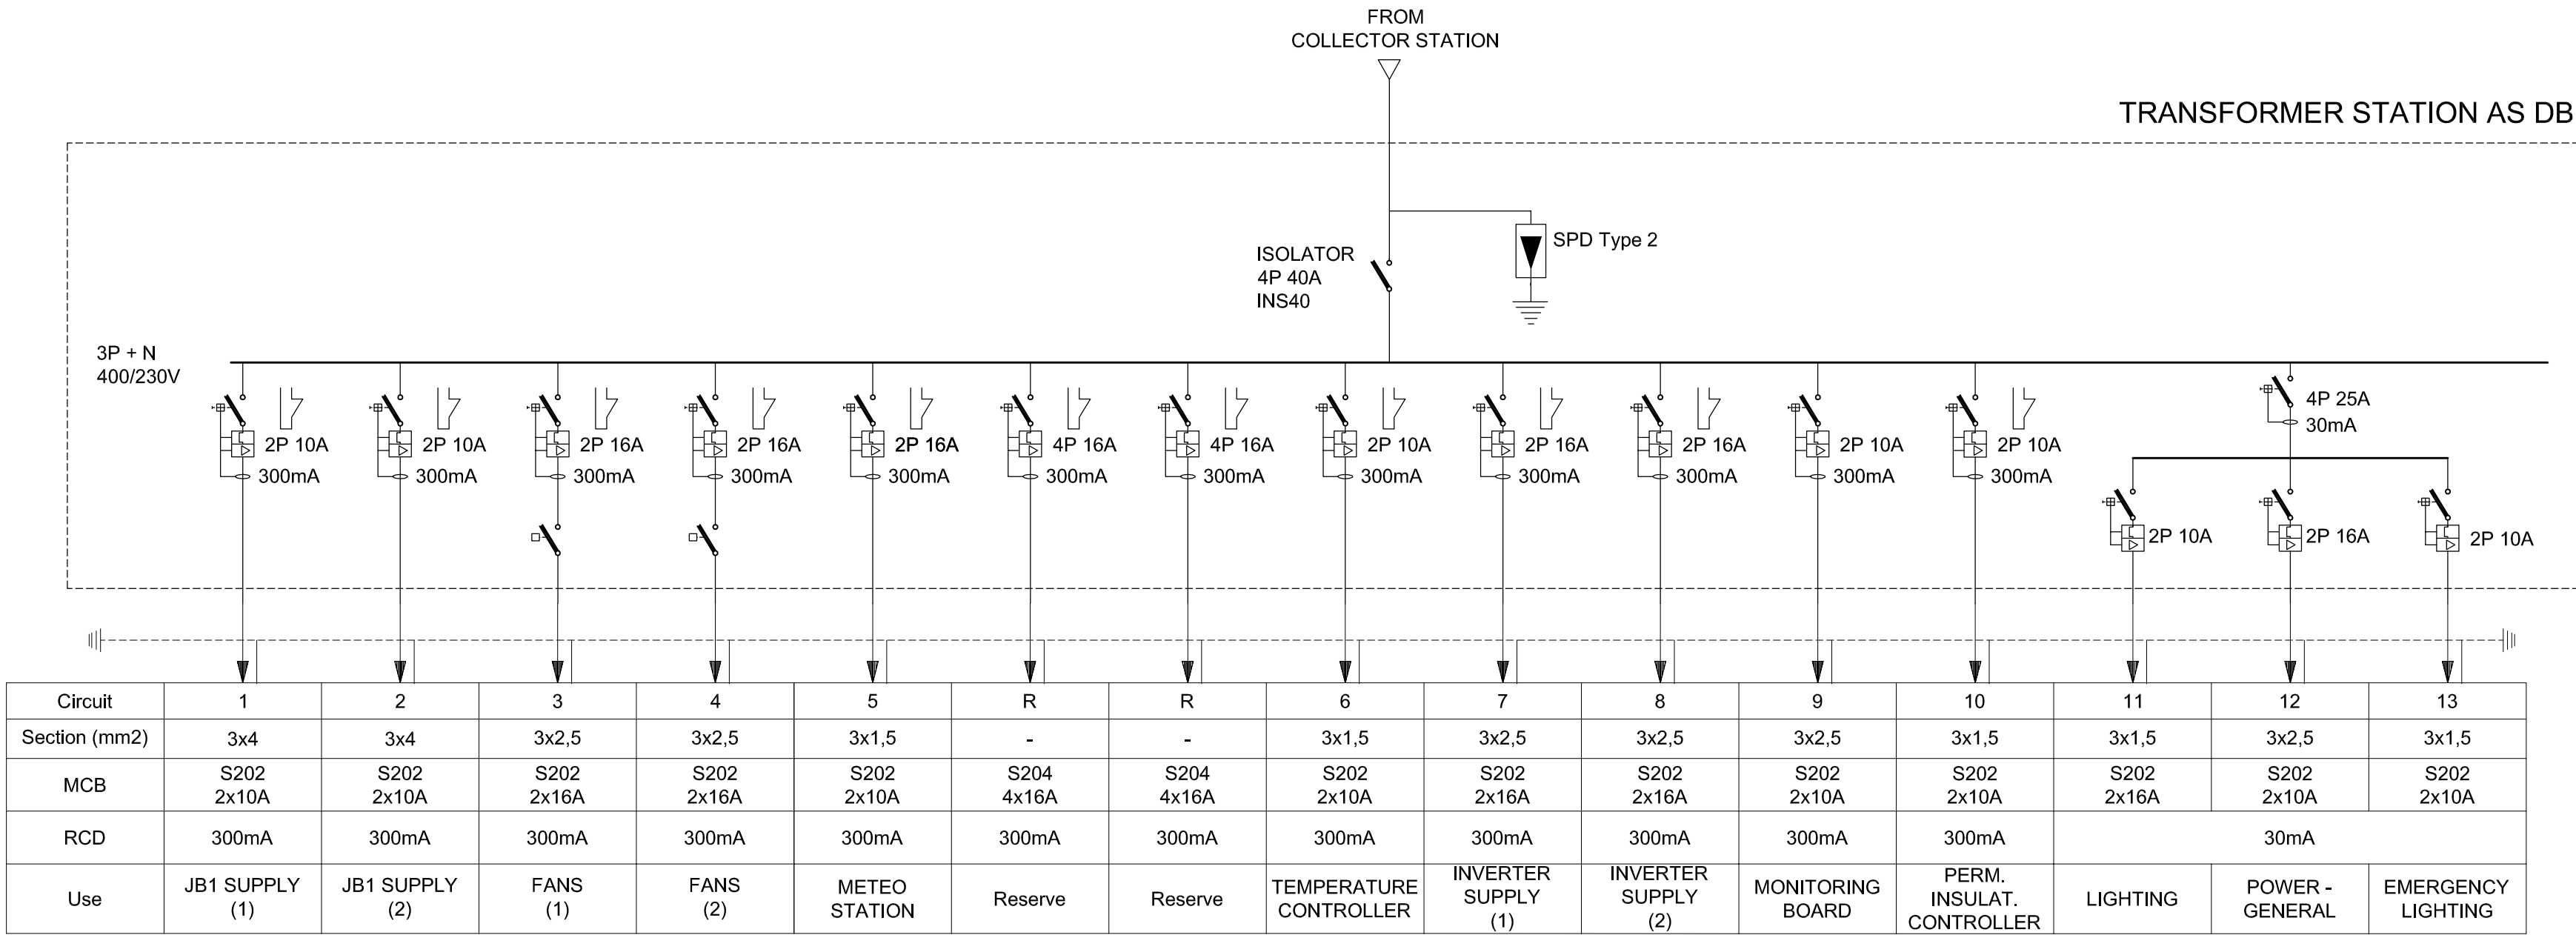 FROM
COLLECTOR STATION
TRANSFORMER STATION AS DB
ISOLATOR
4P 40A
INS40
SPD Type 2
3P + N
400/230V
2P 10A
300mA
2P 10A
300mA
2P 16A
300mA
2P 16A
300mA
2P 16A
300mA
4P 16A
300mA
4P 16A
300mA
2P 10A
300mA
2P 16A
300mA
2P 16A
300mA
2P 10A
300mA
2P 10A
300mA
4P 25A
30mA
2P 10A
2P 16A
2P 10A
Circuit 1 2 3 4 5 R R 6 7 8 9 10 11 12 13
Section (mm2) 3x4 3x4 3x2,5 3x2,5 3x1,5 - - 3x1,5 3x2,5 3x2,5 3x2,5 3x1,5 3x1,5 3x2,5 3x1,5
MCB
S202 S202 S202 S202 S202 S204 S204 S202 S202 S202 S202 S202 S202 S202 S202
2x10A 2x10A 2x16A 2x16A 2x10A 4x16A 4x16A 2x10A 2x16A 2x16A 2x10A 2x10A 2x16A 2x10A 2x10A
RCD 300mA 300mA 300mA 300mA 300mA 300mA 300mA 300mA 300mA 300mA 300mA 300mA 30mA
Use
JB1 SUPPLY
(1)
JB1 SUPPLY
(2)
FANS
(1)
FANS
(2)
METEO
STATION
Reserve
Reserve
TEMPERATURE
CONTROLLER
INVERTER
SUPPLY
(1)
INVERTER
SUPPLY
(2)
MONITORING
BOARD
PERM.
INSULAT.
CONTROLLER
LIGHTING
POWER -
GENERAL
EMERGENCY
LIGHTING